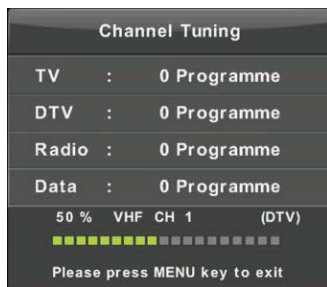 Channel Tuning
TV : 0 Programme
DTV : 0 Programme
Radio : 0 Programme
Data : 0 Programme
50 % VHF CH 1 (DTV)
Please press MENU key to exit